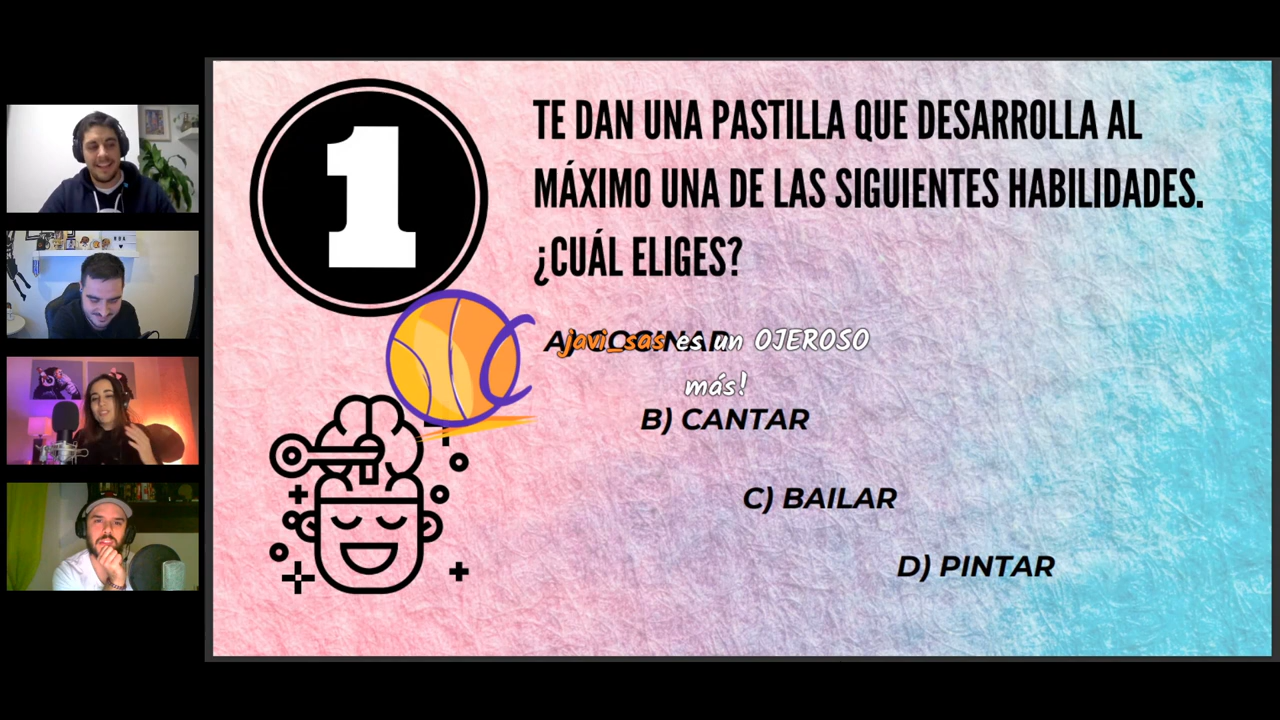 1
TE DAN UNA PASTILLA QUE DESARROLLA AL
MÁXIMO UNA DE LAS SIGUIENTES HABILIDADES.
¿CUÁL ELIGES?
A) COCINAR
javi_sas es un OJEROSO
más!
B) CANTAR
C) BAILAR
D) PINTAR